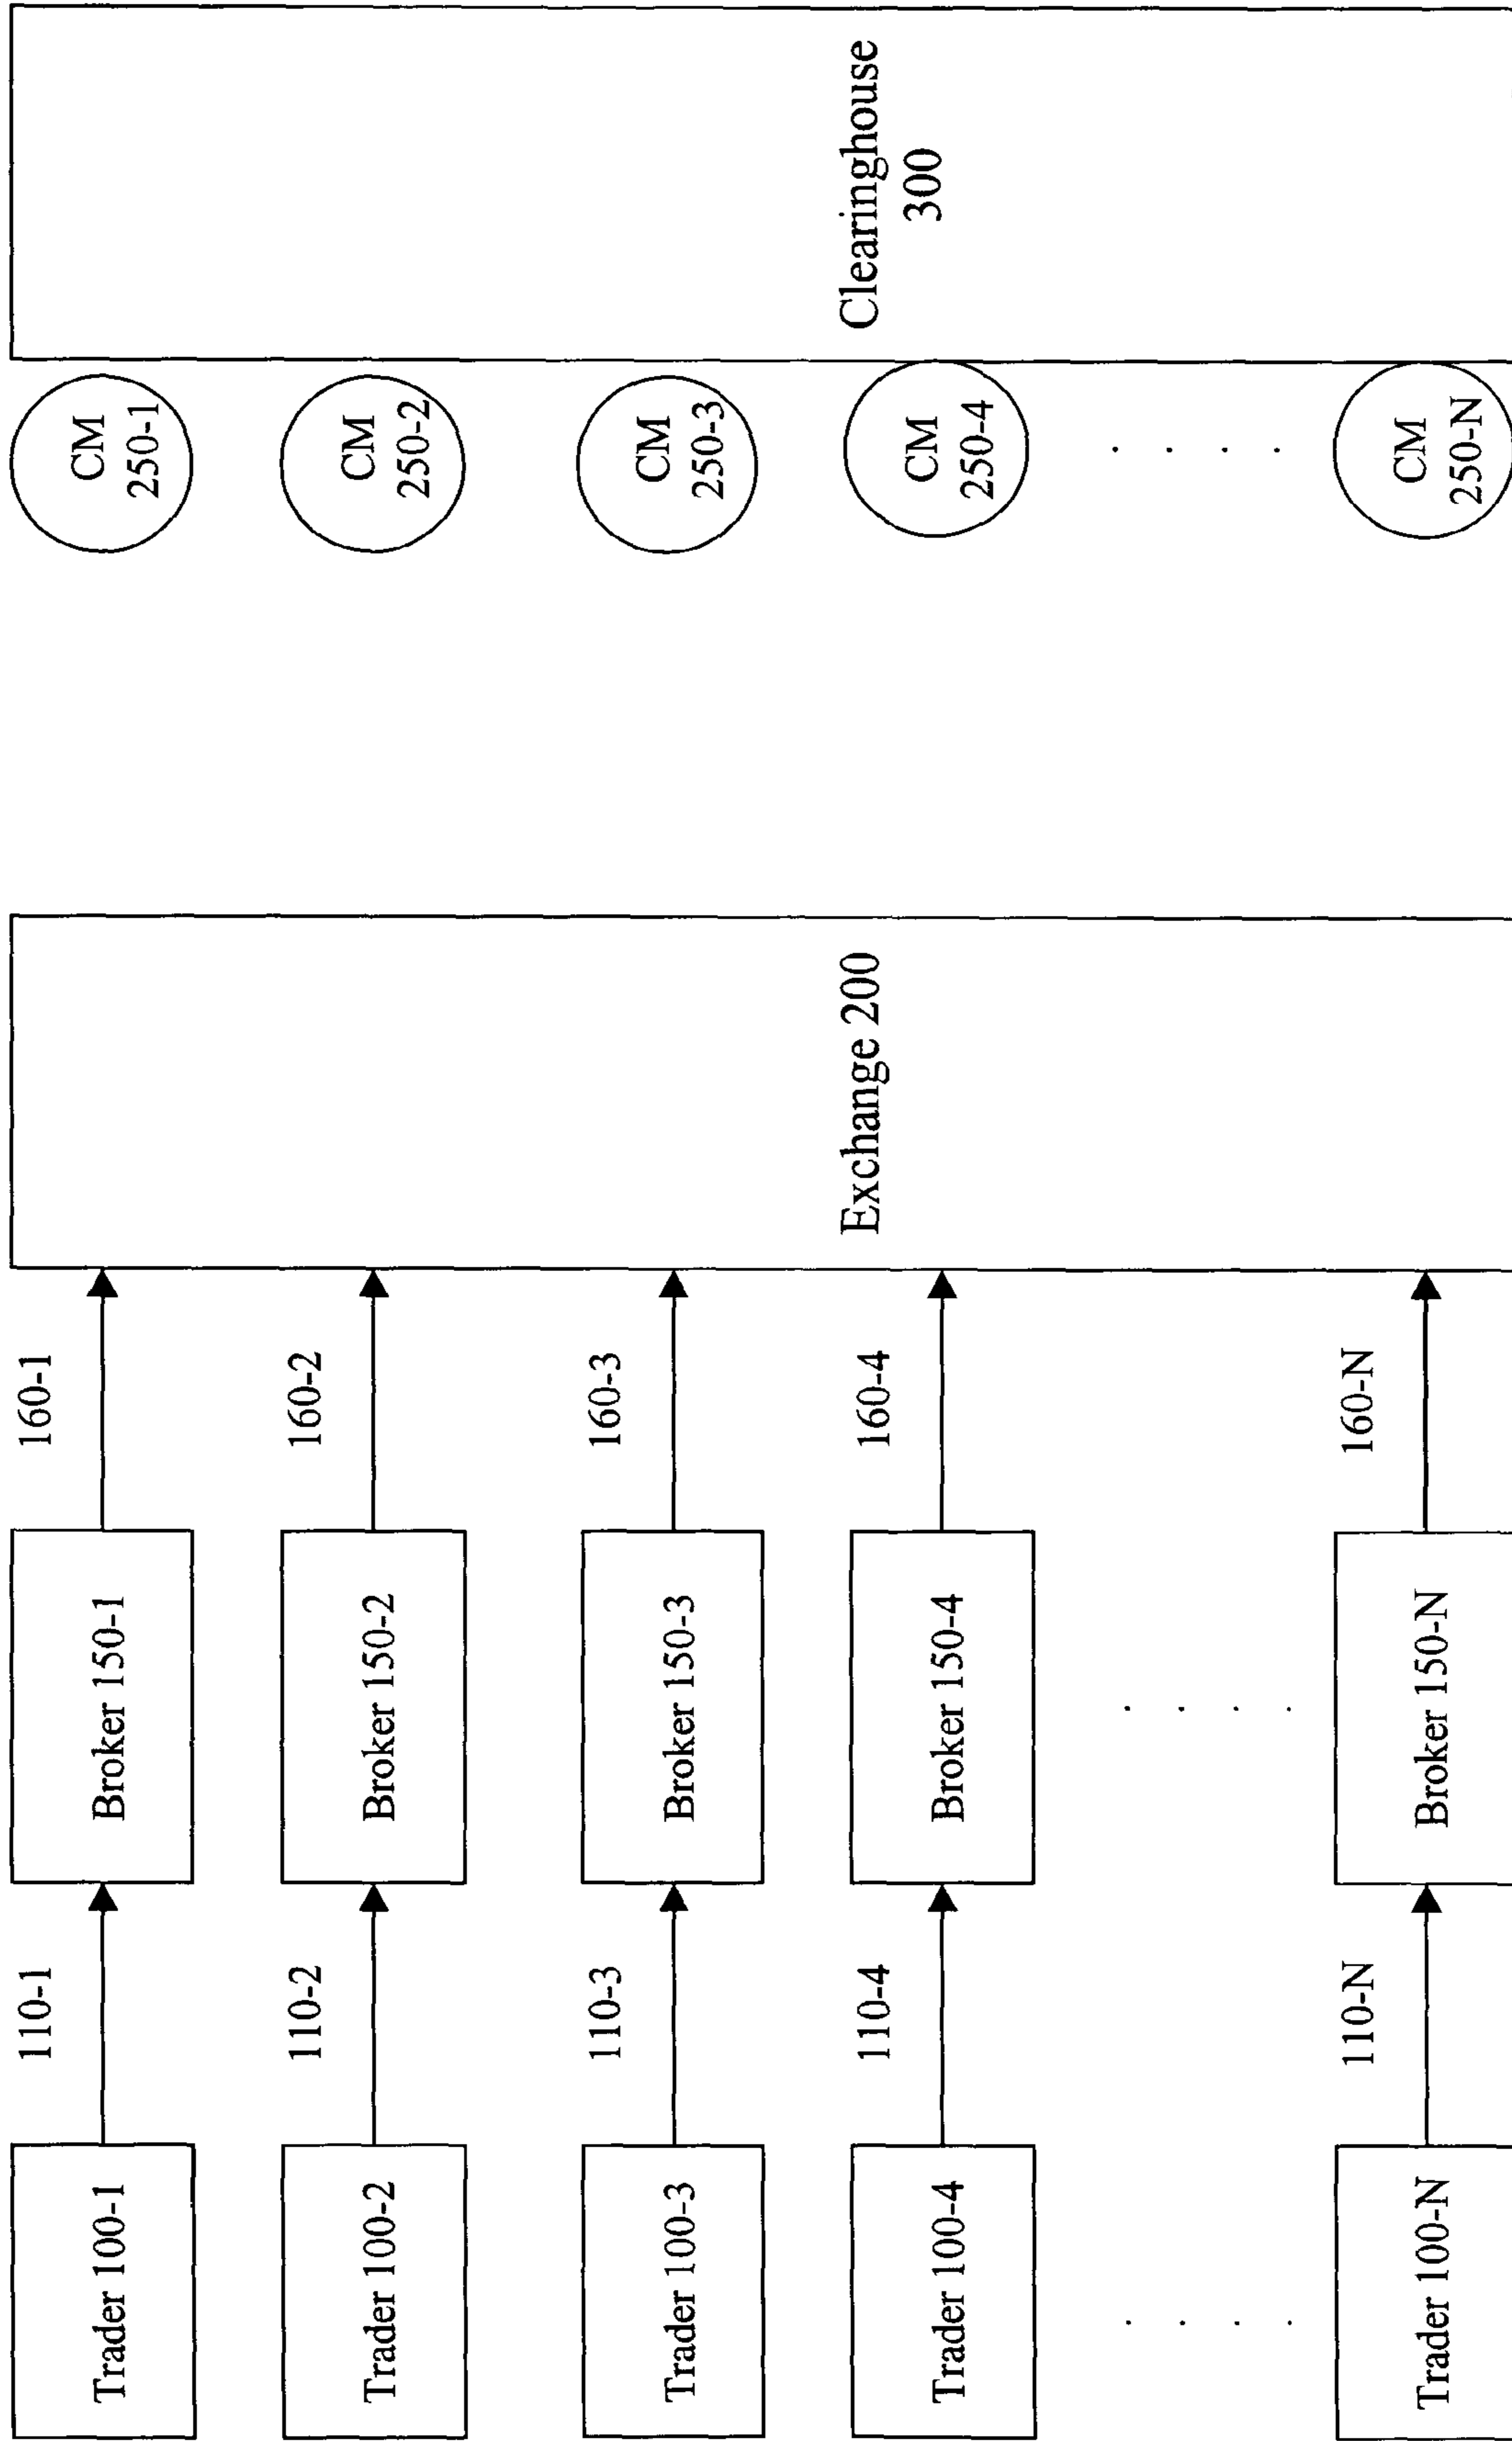 Trader 100-1
110-1
Broker 150-1
160-1
Trader 100-2
110-2
Broker 150-2
160-2
Trader 100-3
110-3
Broker 150-3
160-3
Trader 100-4
110-4
Broker 150-4
160-4
Trader 100-N
110-N
Broker 150-N
160-N
Exchange 200
CM
250-1
CM
250-2
CM
250-3
CM
250-4
CM
250-N
Clearinghouse
300